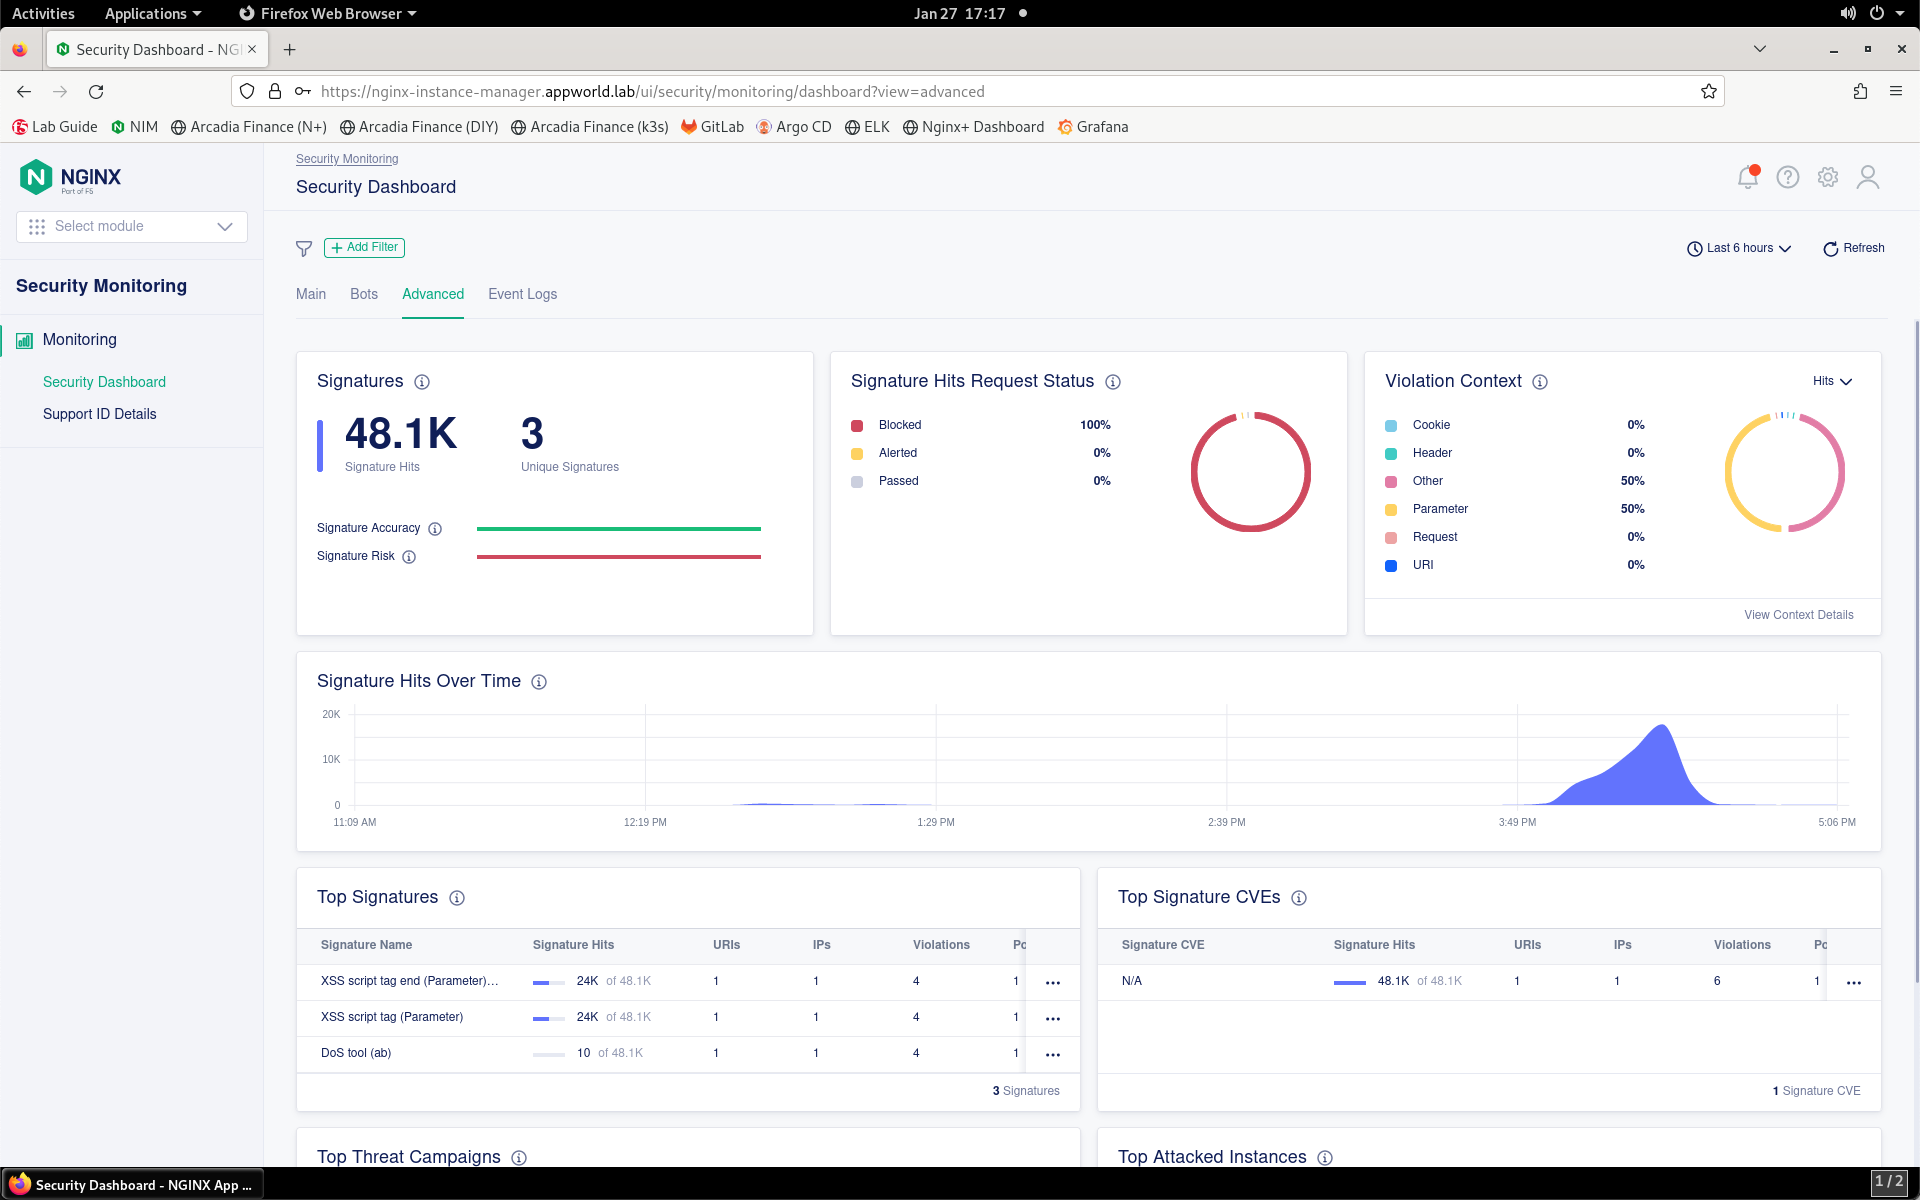 Activities Applications Firefox Web Browser Jan 27 17:17
Security Dashboard - NG
https://nginx-instance-manager.appworld.lab/ui/security/monitoring/dashboard?view=advanced
Lab Guide NIM Arcadia Finance (N+) Arcadia Finance (DIY) Arcadia Finance (k3s) GitLab Argo CD ELK Nginx+ Dashboard Grafana
NGINX
Part of F5
Select module
Security Monitoring
Monitoring
Security Dashboard
Support ID Details
Security Monitoring
Security Dashboard
Add Filter
Last 6 hours Refresh
Main Bots Advanced Event Logs
Signatures
48.1K 3
Signature Hits Unique Signatures
Signature Accuracy
Signature Risk
Signature Hits Request Status
Blocked 100%
Alerted 0%
Passed 0%
Violation Context Hits
Cookie 0%
Header 0%
Other 50%
Parameter 50%
Request 0%
URI 0%
View Context Details
Signature Hits Over Time
20K
10K
0
11:09 AM 12:19 PM 1:29 PM 2:39 PM 3:49 PM 5:06 PM
Top Signatures
Signature Name Signature Hits URIs IPs Violations Po
XSS script tag end (Parameter)... 24K of 48.1K 1 1 4 1
XSS script tag (Parameter) 24K of 48.1K 1 1 4 1
DoS tool (ab) 10 of 48.1K 1 1 4 1
3 Signatures
Top Signature CVEs
Signature CVE Signature Hits URIs IPs Violations Po
N/A 48.1K of 48.1K 1 1 6 1
1 Signature CVE
Top Threat Campaigns
Top Attacked Instances
Security Dashboard - NGINX App ...
1 / 2